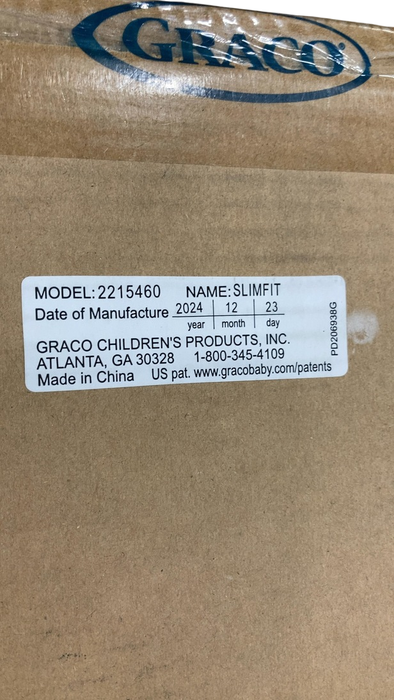 GRACO
MODEL:2215460 NAME:SLIMFIT
Date of Manufacture 2024 | 12 | 23
year month day
GRACO CHILDREN'S PRODUCTS, INC.
ATLANTA, GA 30328 1-800-345-4109
Made in China US pat. www.gracobaby.com/patents
PD206938G